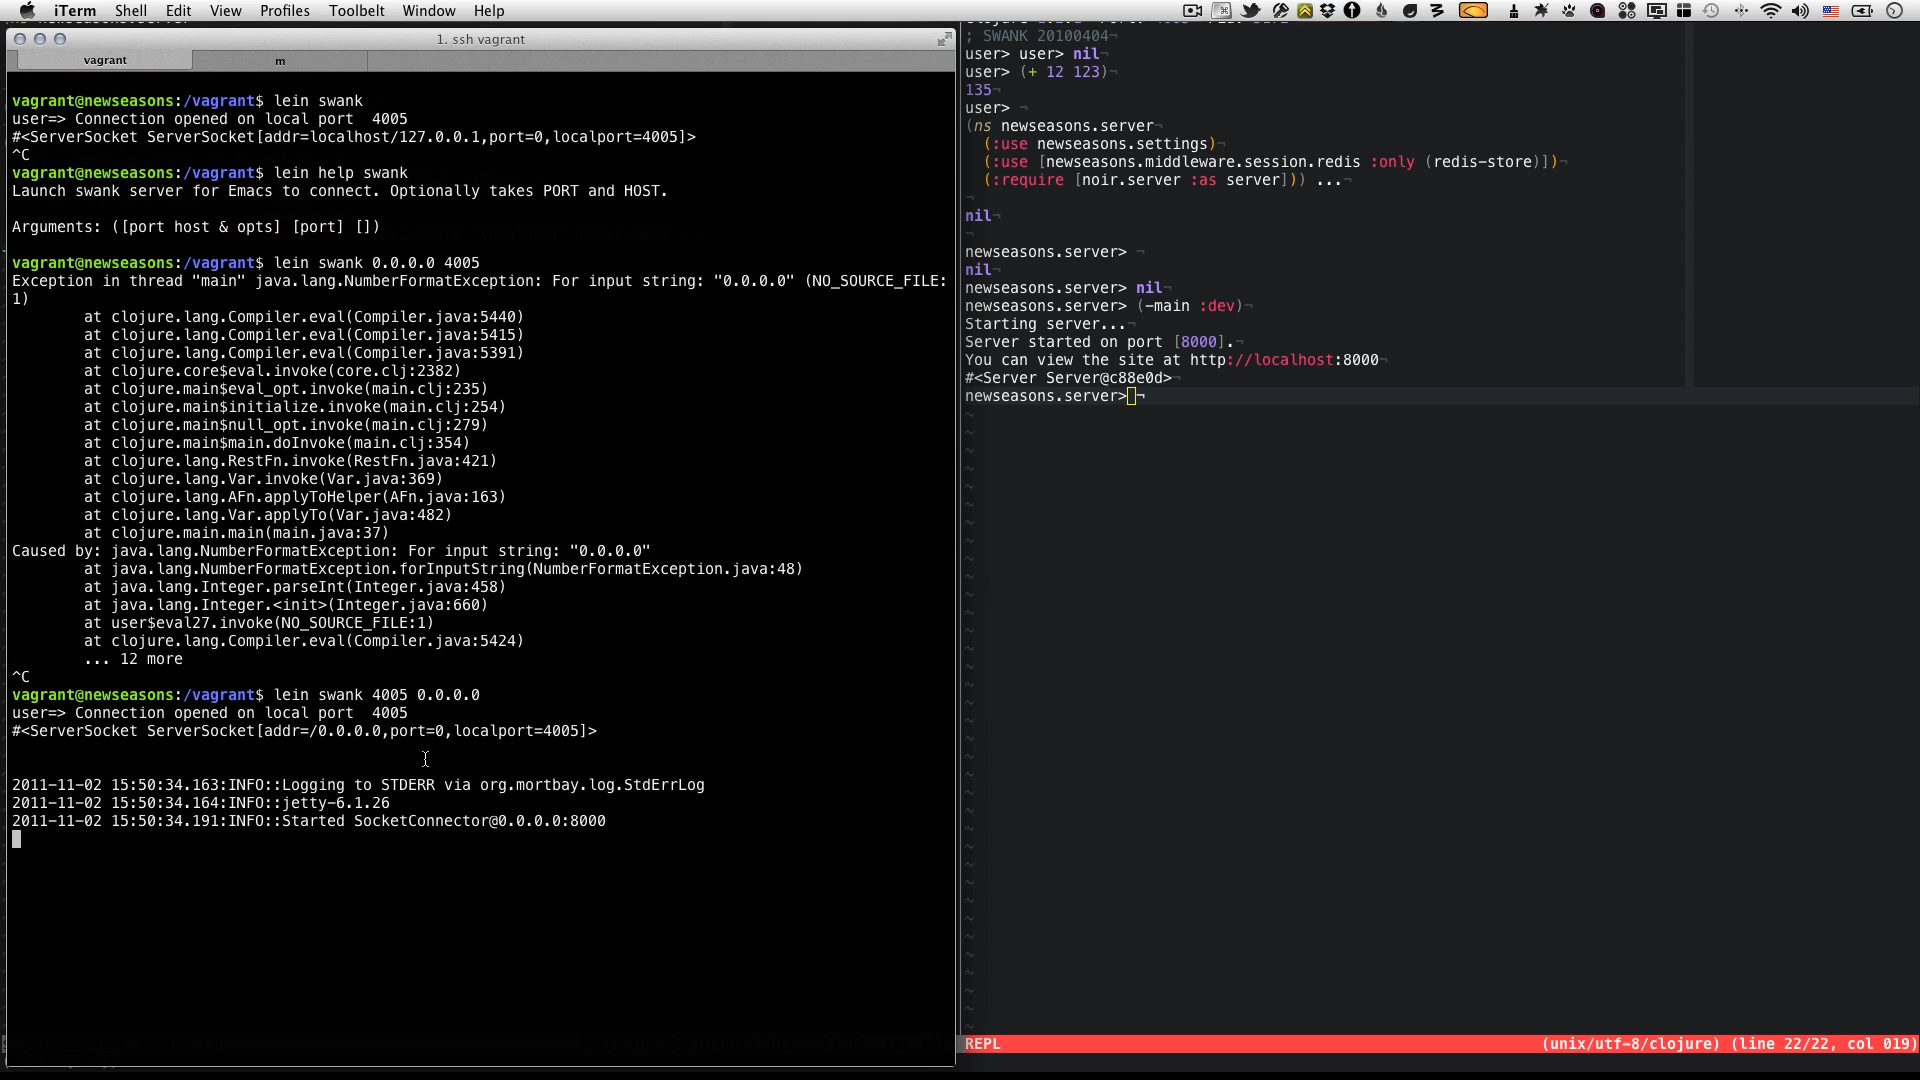 iTerm Shell Edit View Profiles Toolbelt Window Help
1. ssh vagrant
vagrant m
vagrant@newseasons:/vagrant$ lein swank
user=> Connection opened on local port  4005
#<ServerSocket ServerSocket[addr=localhost/127.0.0.1,port=0,localport=4005]>
^C
vagrant@newseasons:/vagrant$ lein help swank
Launch swank server for Emacs to connect. Optionally takes PORT and HOST.
Arguments: ([port host & opts] [port] [])
vagrant@newseasons:/vagrant$ lein swank 0.0.0.0 4005
Exception in thread "main" java.lang.NumberFormatException: For input string: "0.0.0.0" (NO_SOURCE_FILE:
1)
at clojure.lang.Compiler.eval(Compiler.java:5440)
at clojure.lang.Compiler.eval(Compiler.java:5415)
at clojure.lang.Compiler.eval(Compiler.java:5391)
at clojure.core$eval.invoke(core.clj:2382)
at clojure.main$eval_opt.invoke(main.clj:235)
at clojure.main$initialize.invoke(main.clj:254)
at clojure.main$null_opt.invoke(main.clj:279)
at clojure.main$main.doInvoke(main.clj:354)
at clojure.lang.RestFn.invoke(RestFn.java:421)
at clojure.lang.Var.invoke(Var.java:369)
at clojure.lang.AFn.applyToHelper(AFn.java:163)
at clojure.lang.Var.applyTo(Var.java:482)
at clojure.main.main(main.java:37)
Caused by: java.lang.NumberFormatException: For input string: "0.0.0.0"
at java.lang.NumberFormatException.forInputString(NumberFormatException.java:48)
at java.lang.Integer.parseInt(Integer.java:458)
at java.lang.Integer.<init>(Integer.java:660)
at user$eval27.invoke(NO_SOURCE_FILE:1)
at clojure.lang.Compiler.eval(Compiler.java:5424)
... 12 more
^C
vagrant@newseasons:/vagrant$ lein swank 4005 0.0.0.0
user=> Connection opened on local port  4005
#<ServerSocket ServerSocket[addr=/0.0.0.0,port=0,localport=4005]>
2011-11-02 15:50:34.163:INFO::Logging to STDERR via org.mortbay.log.StdErrLog
2011-11-02 15:50:34.164:INFO::jetty-6.1.26
2011-11-02 15:50:34.191:INFO::Started SocketConnector@0.0.0.0:8000
; SWANK 20100404¬
user> user> nil¬
user> (+ 12 123)¬
135¬
user> ¬
(ns newseasons.server¬
(:use newseasons.settings)¬
(:use [newseasons.middleware.session.redis :only (redis-store)])¬
(:require [noir.server :as server])) ...¬
¬
nil¬
¬
newseasons.server> ¬
nil¬
newseasons.server> nil¬
newseasons.server> (-main :dev)¬
Starting server...¬
Server started on port [8000].¬
You can view the site at http://localhost:8000¬
#<Server Server@c88e0d>¬
newseasons.server> ¬
REPL (unix/utf-8/clojure) (line 22/22, col 019)